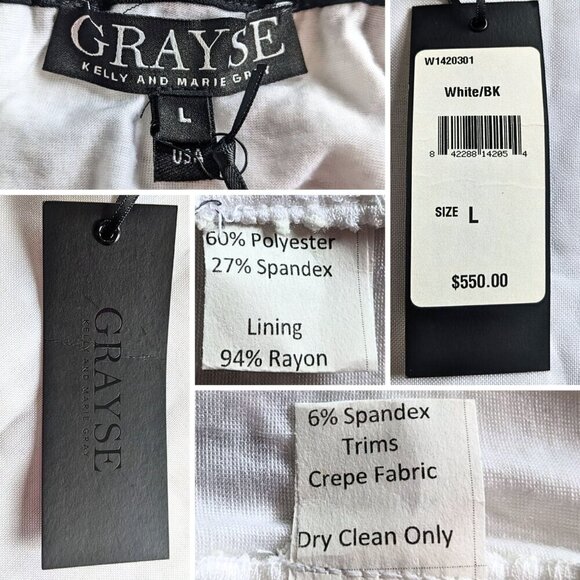 GRAYSE
KELLY AND MARIE GRAY
L
USA
W1420301
White/BK
8 42288 14205 4
SIZE L
$550.00
GRAYSE
KELLY AND MARIE GRAY
60% Polyester
27% Spandex
Lining
94% Rayon
6% Spandex
Trims
Crepe Fabric
Dry Clean Only